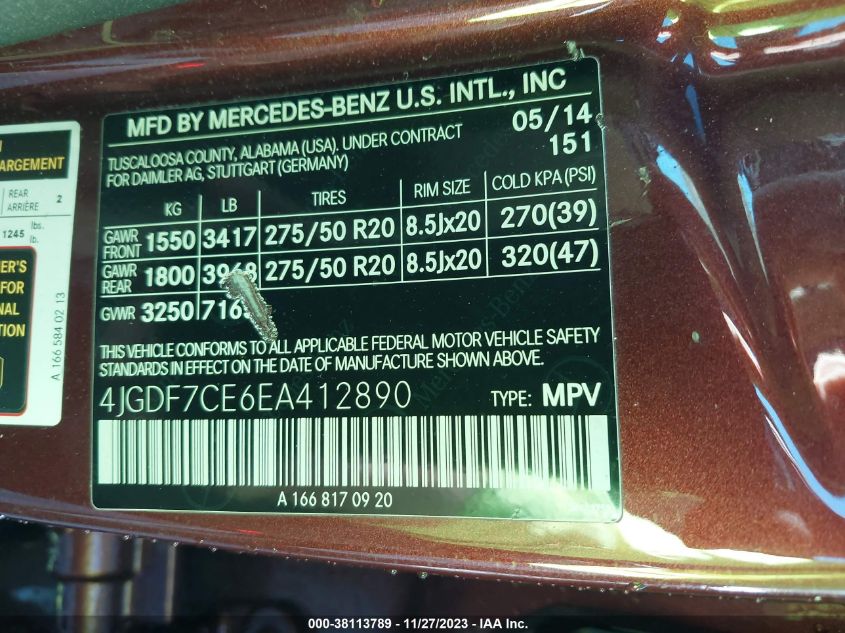 MFD BY MERCEDES-BENZ U.S. INTL., INC
TUSCALOOSA COUNTY, ALABAMA (USA). UNDER CONTRACT 05/14
FOR DAIMLER AG, STUTTGART (GERMANY) 151
KG LB TIRES RIM SIZE COLD KPA (PSI)
GAWR FRONT 1550 3417 275/50 R20 8.5Jx20 270(39)
GAWR REAR 1800 3968 275/50 R20 8.5Jx20 320(47)
GVWR 3250
THIS VEHICLE CONFORMS TO ALL APPLICABLE FEDERAL MOTOR VEHICLE SAFETY
STANDARDS IN EFFECT ON THE DATE OF MANUFACTURE SHOWN ABOVE.
4JGDF7CE6EA412890 TYPE: MPV
A 166 817 09 20
REAR 2
ARRIÈRE
1245 lbs.
lb.
A 166 584 02 13
000-38113789 - 11/27/2023 - IAA Inc.